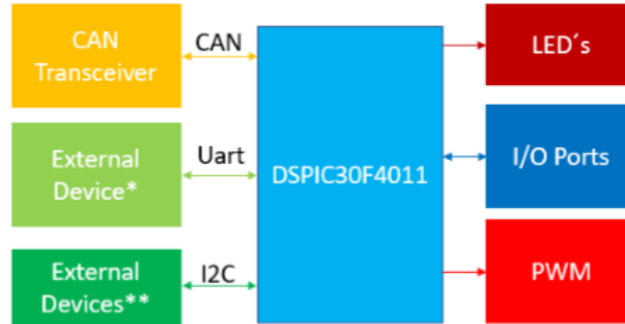 CAN
Transceiver
CAN
LED´s
External
Device*
Uart
DSPIC30F4011
I/O Ports
External
Devices**
I2C
PWM